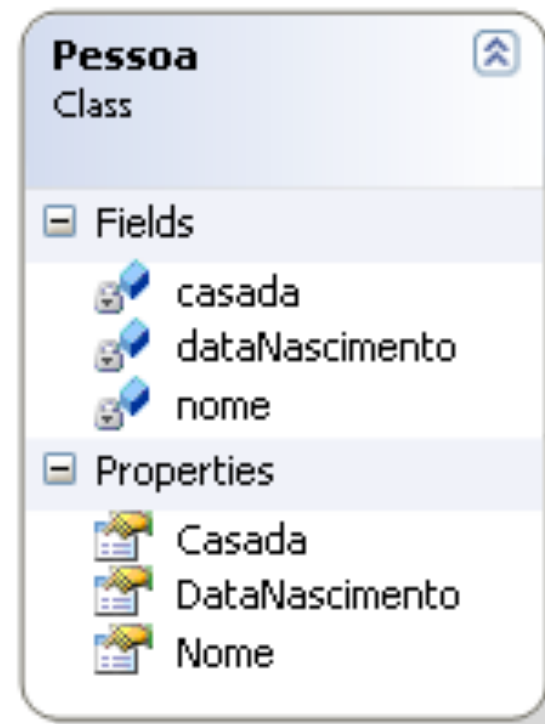 Pessoa
Class
Fields
casada
dataNascimento
nome
Properties
Casada
DataNascimento
Nome